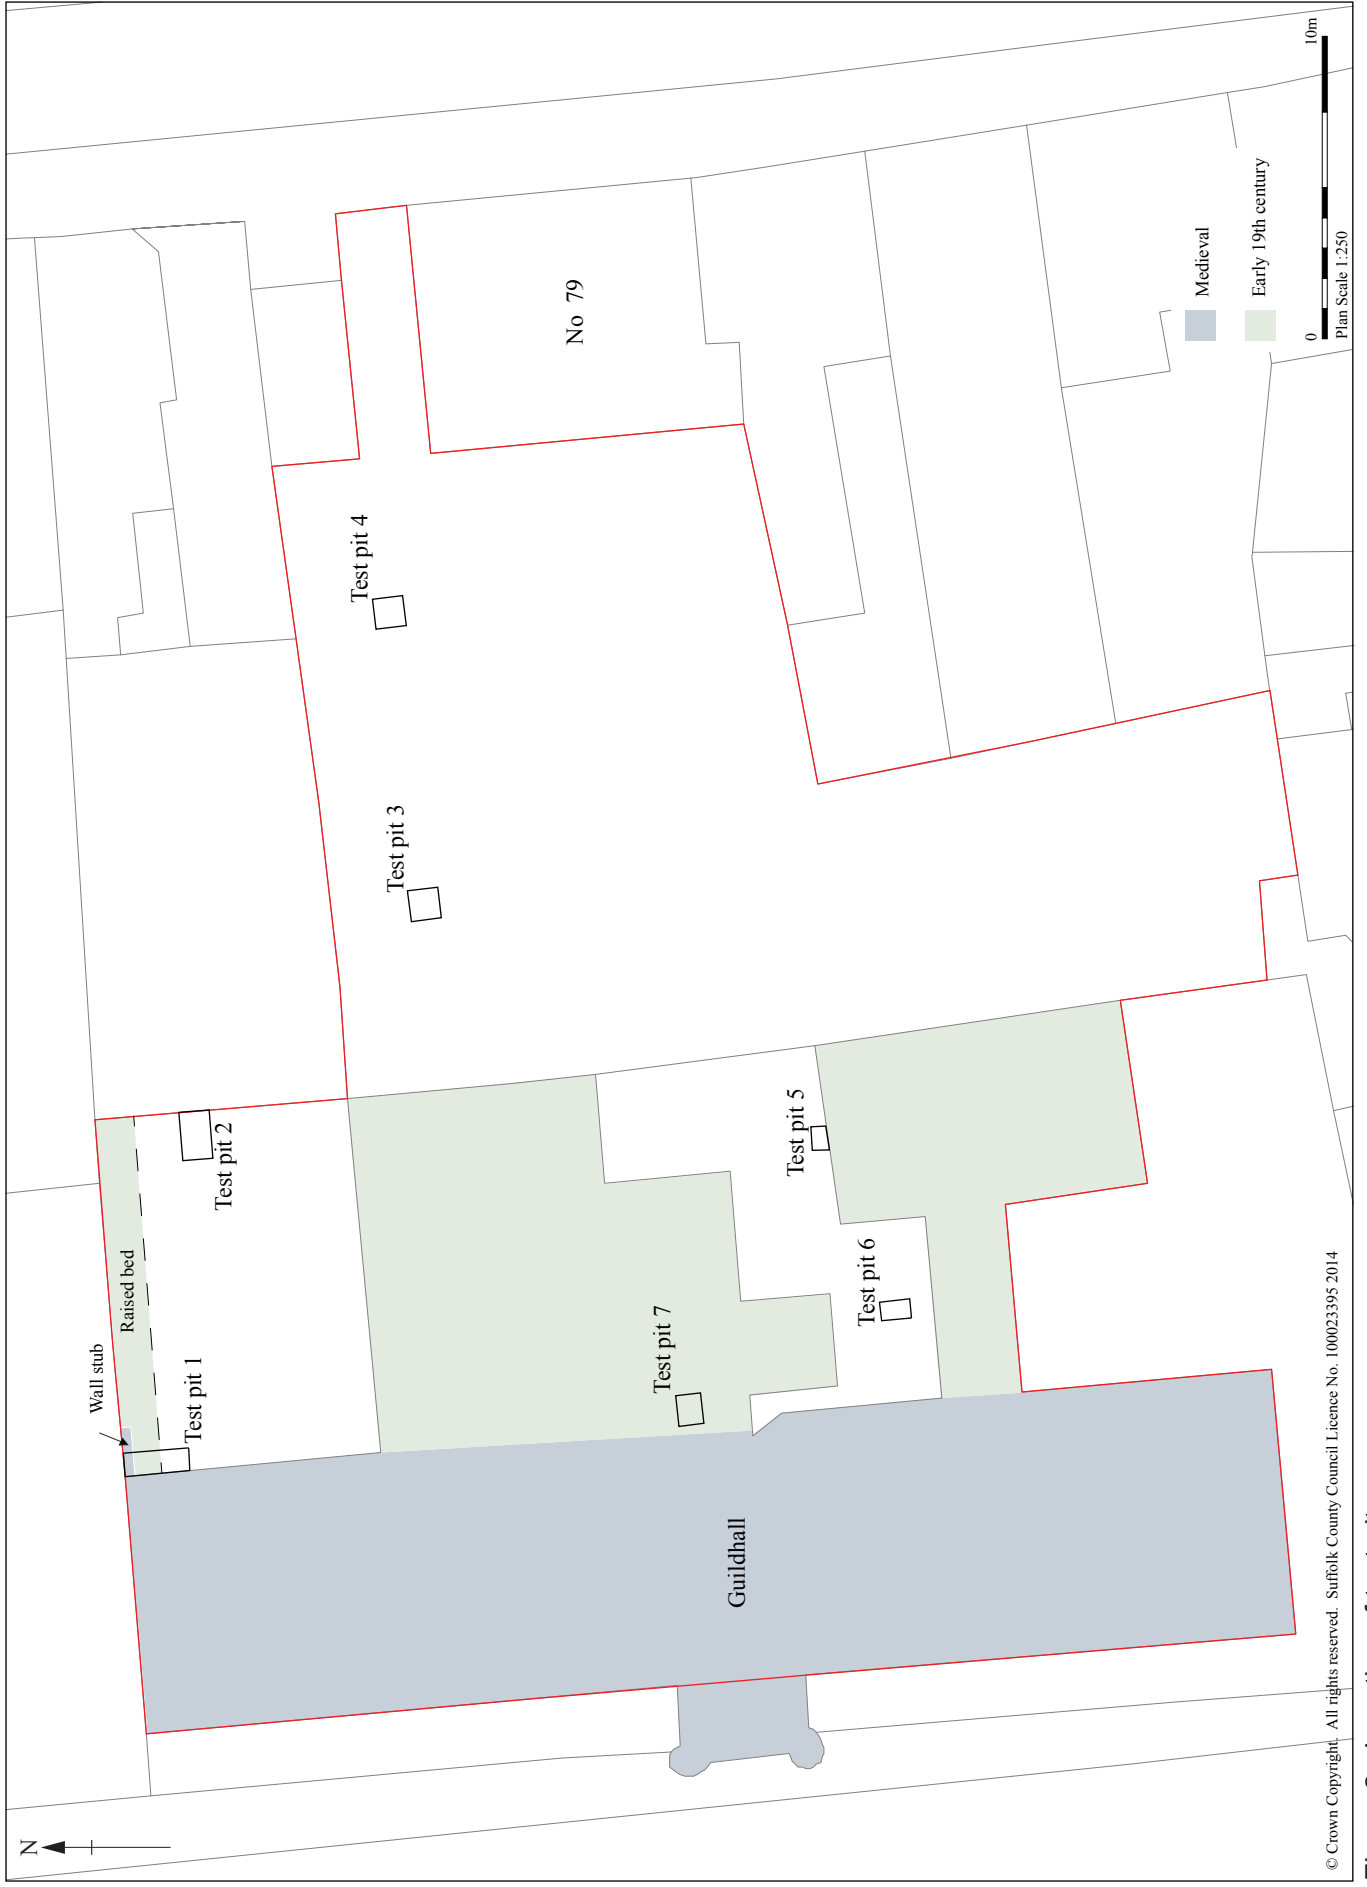 N
Wall stub
Raised bed
Test pit 1
Test pit 2
Test pit 4
Test pit 3
No 79
Test pit 7
Guildhall
Test pit 5
Test pit 6
Medieval
Early 19th century
0 10m
Plan Scale 1:250
© Crown Copyright. All rights reserved. Suffolk County Council Licence No. 100023395 2014